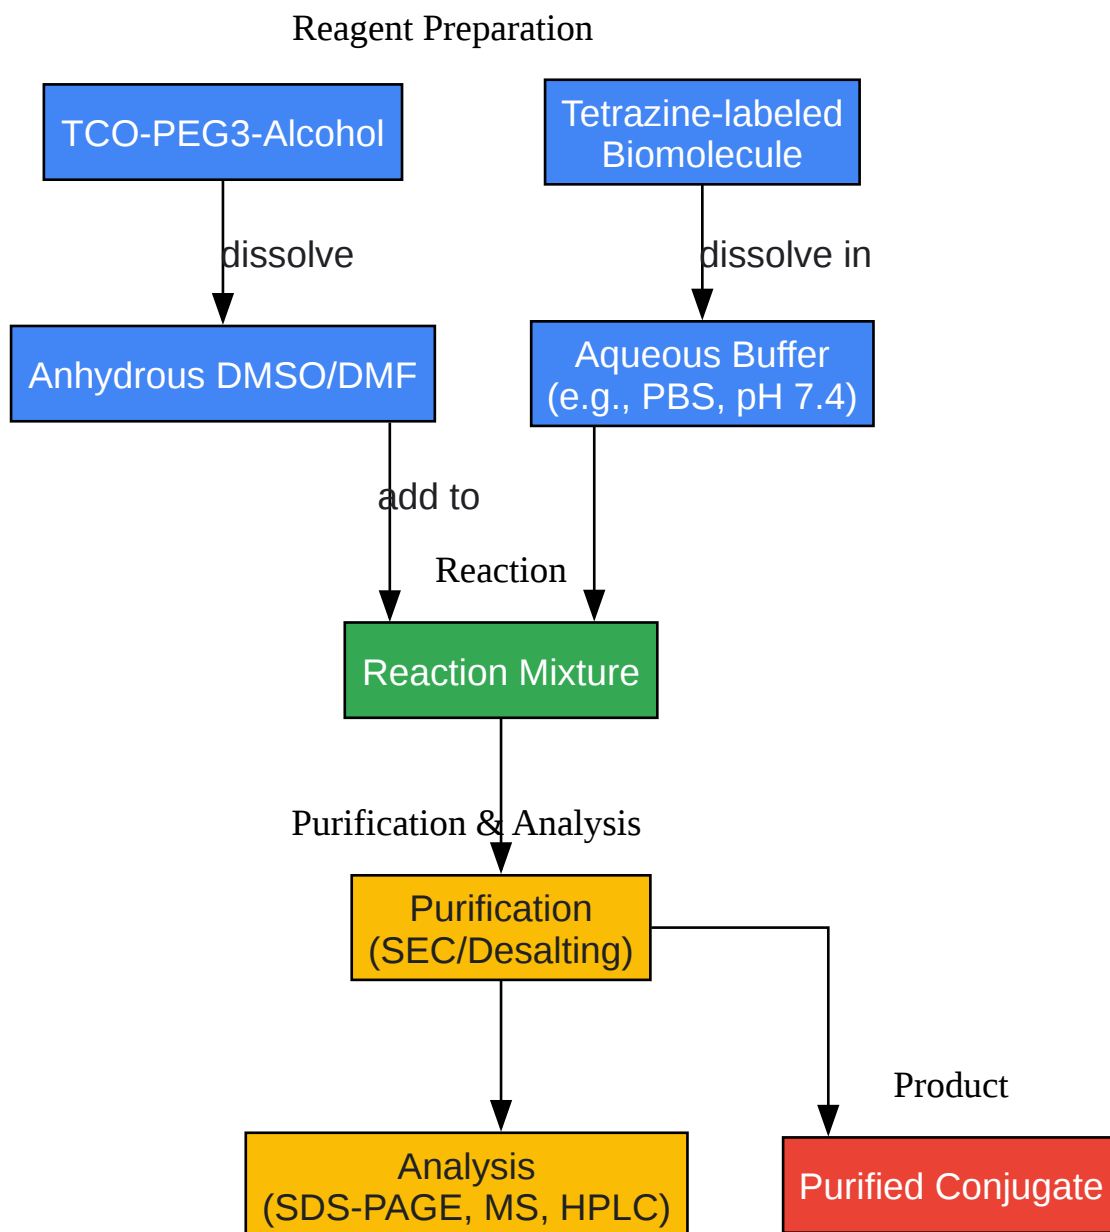 Reagent Preparation
TCO-PEG3-Alcohol
Tetrazine-labeled
Biomolecule
dissolve
dissolve in
Anhydrous DMSO/DMF
Aqueous Buffer
(e.g., PBS, pH 7.4)
add to
Reaction
Reaction Mixture
Purification & Analysis
Purification
(SEC/Desalting)
Product
Analysis
(SDS-PAGE, MS, HPLC)
Purified Conjugate